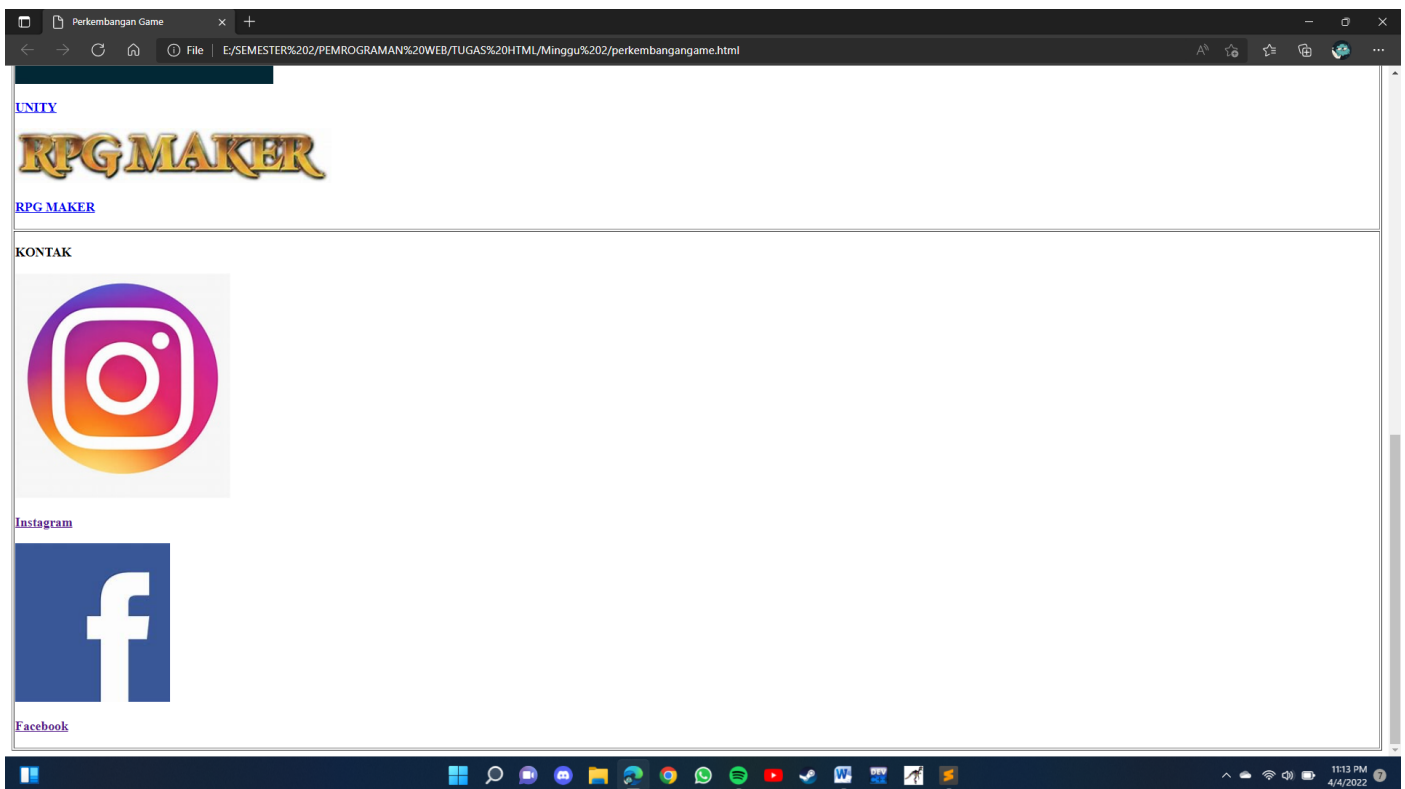 Perkembangan Game
File | E:/SEMESTER%202/PEMROGRAMAN%20WEB/TUGAS%20HTML/Minggu%202/perkembangangame.html
UNITY
RPG MAKER
RPG MAKER
KONTAK
Instagram
Facebook
11:13 PM
4/4/2022
7